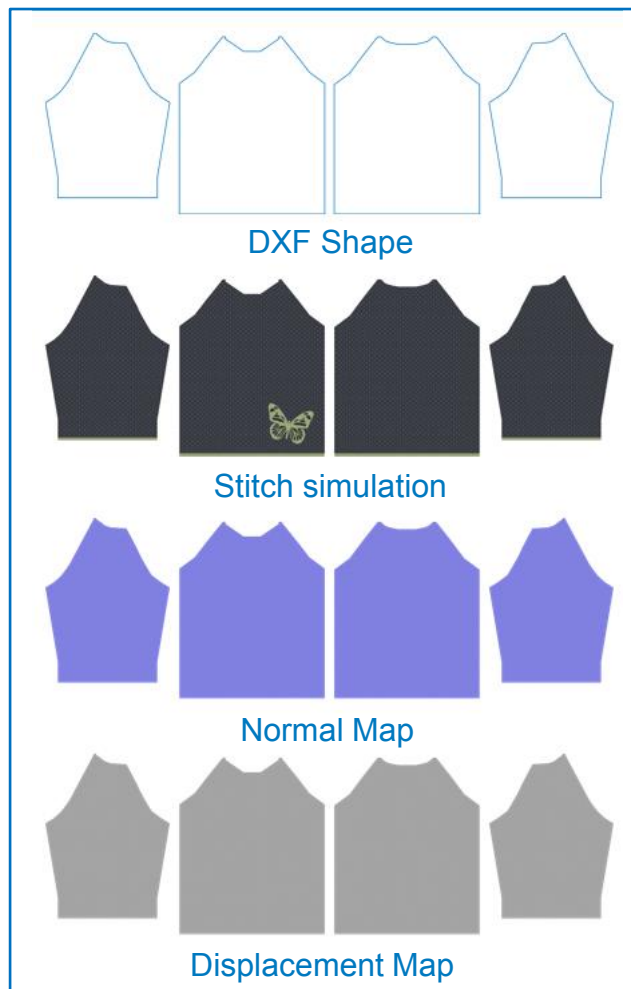 DXF Shape
Stitch simulation
Normal Map
Displacement Map